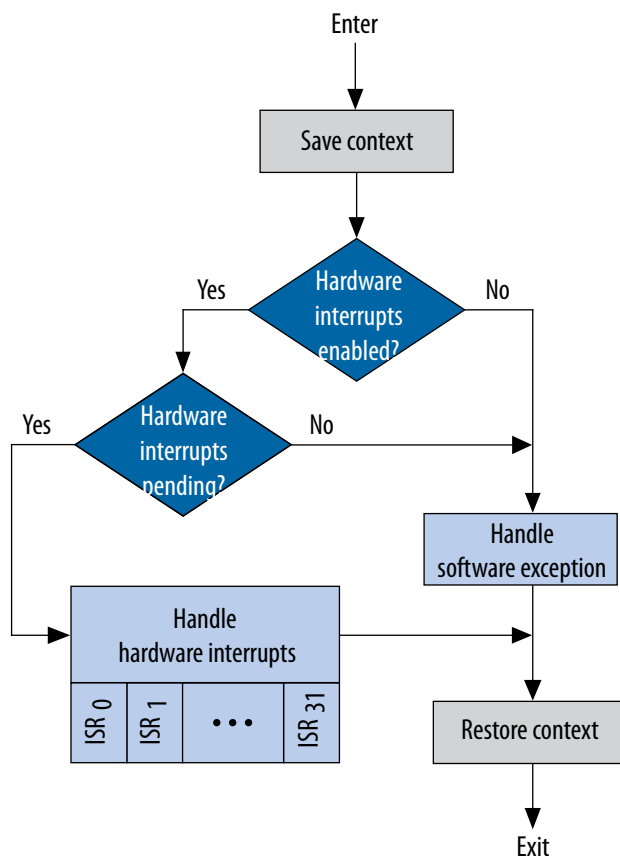 Enter
Save context
Hardware
interrupts
enabled?
Yes
No
Hardware
interrupts
pending?
Yes
No
Handle
software exception
Handle
hardware interrupts
ISR 0
ISR 1
•••
ISR 31
Restore context
Exit